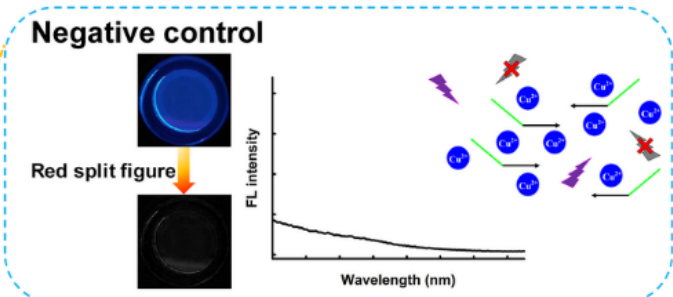 Negative control
Red split figure
FL intensity
Wavelength (nm)
Cu²⁺
Cu²⁺
Cu²⁺
Cu²⁺
Cu²⁺
Cu²⁺
Cu²⁺
Cu²⁺
Cu²⁺